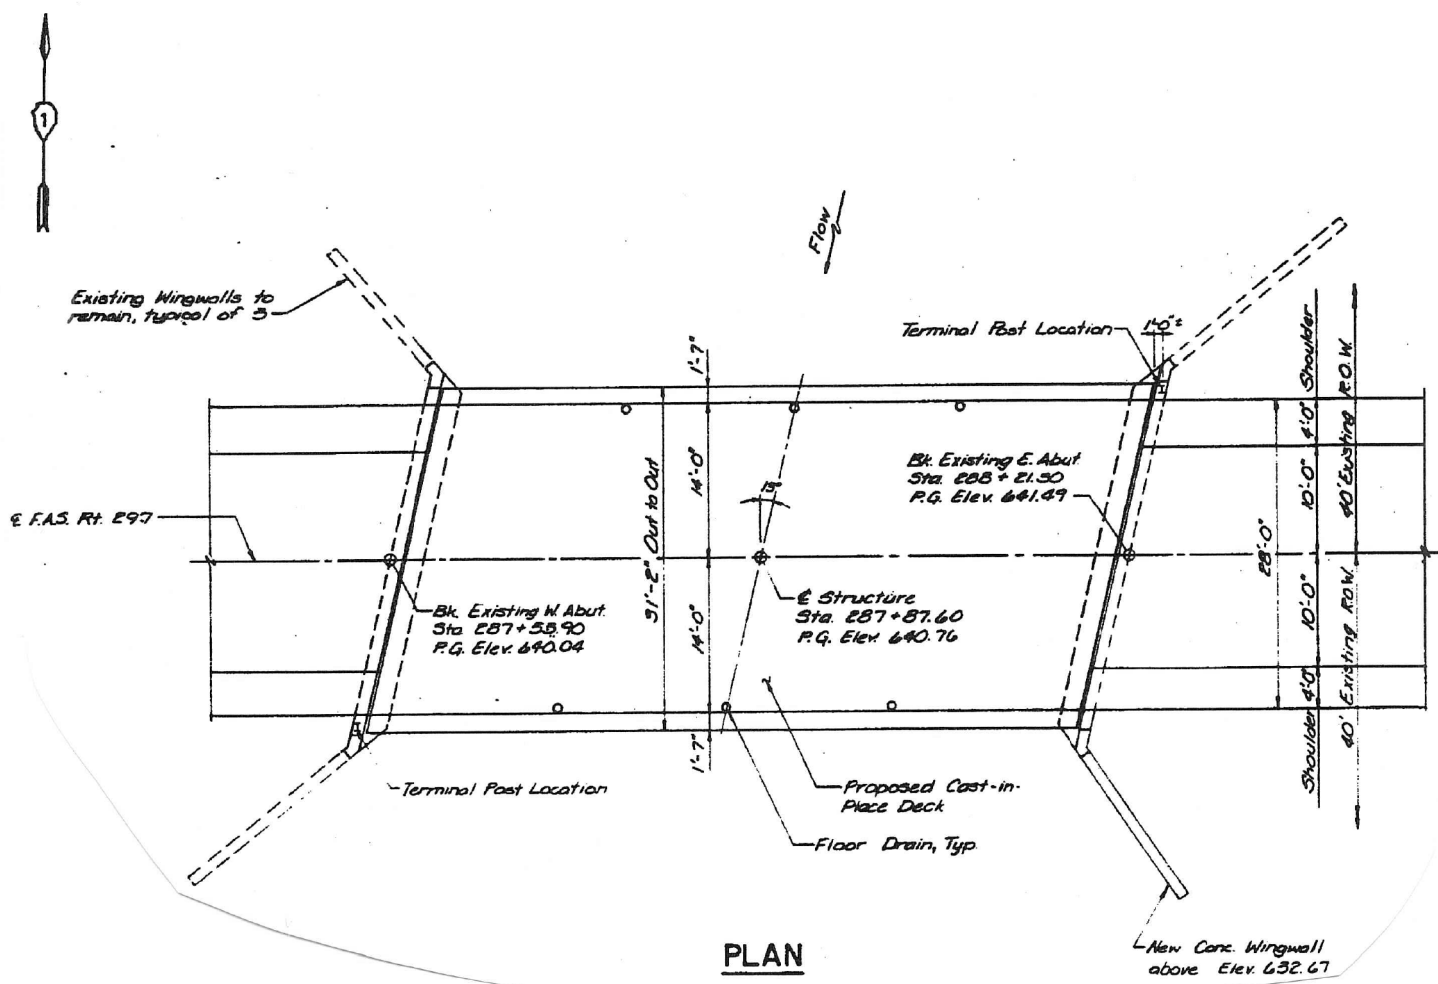 1
Flow
Existing Wingwalls to
remain, typical of 3
Terminal Post Location
1'-0"±
1'-7"
Shoulder
4'-0"
40' Existing R.O.W.
10'-0"
14'-0"
31'-2" Out to Out
15°
Bk. Existing E. Abut.
Sta. 288 + 21.30
P.G. Elev. 641.49
℄ F.A.S. Rt. 297
28'-0"
Bk. Existing W. Abut.
Sta. 287+53.90
P.G. Elev. 640.04
℄ Structure
Sta. 287+87.60
P.G. Elev. 640.76
14'-0"
10'-0"
4'-0"
Shoulder
40' Existing R.O.W.
1'-7"
Terminal Post Location
Proposed Cast-in-
Place Deck
Floor Drain, Typ.
New Conc. Wingwall
above Elev. 632.67
PLAN